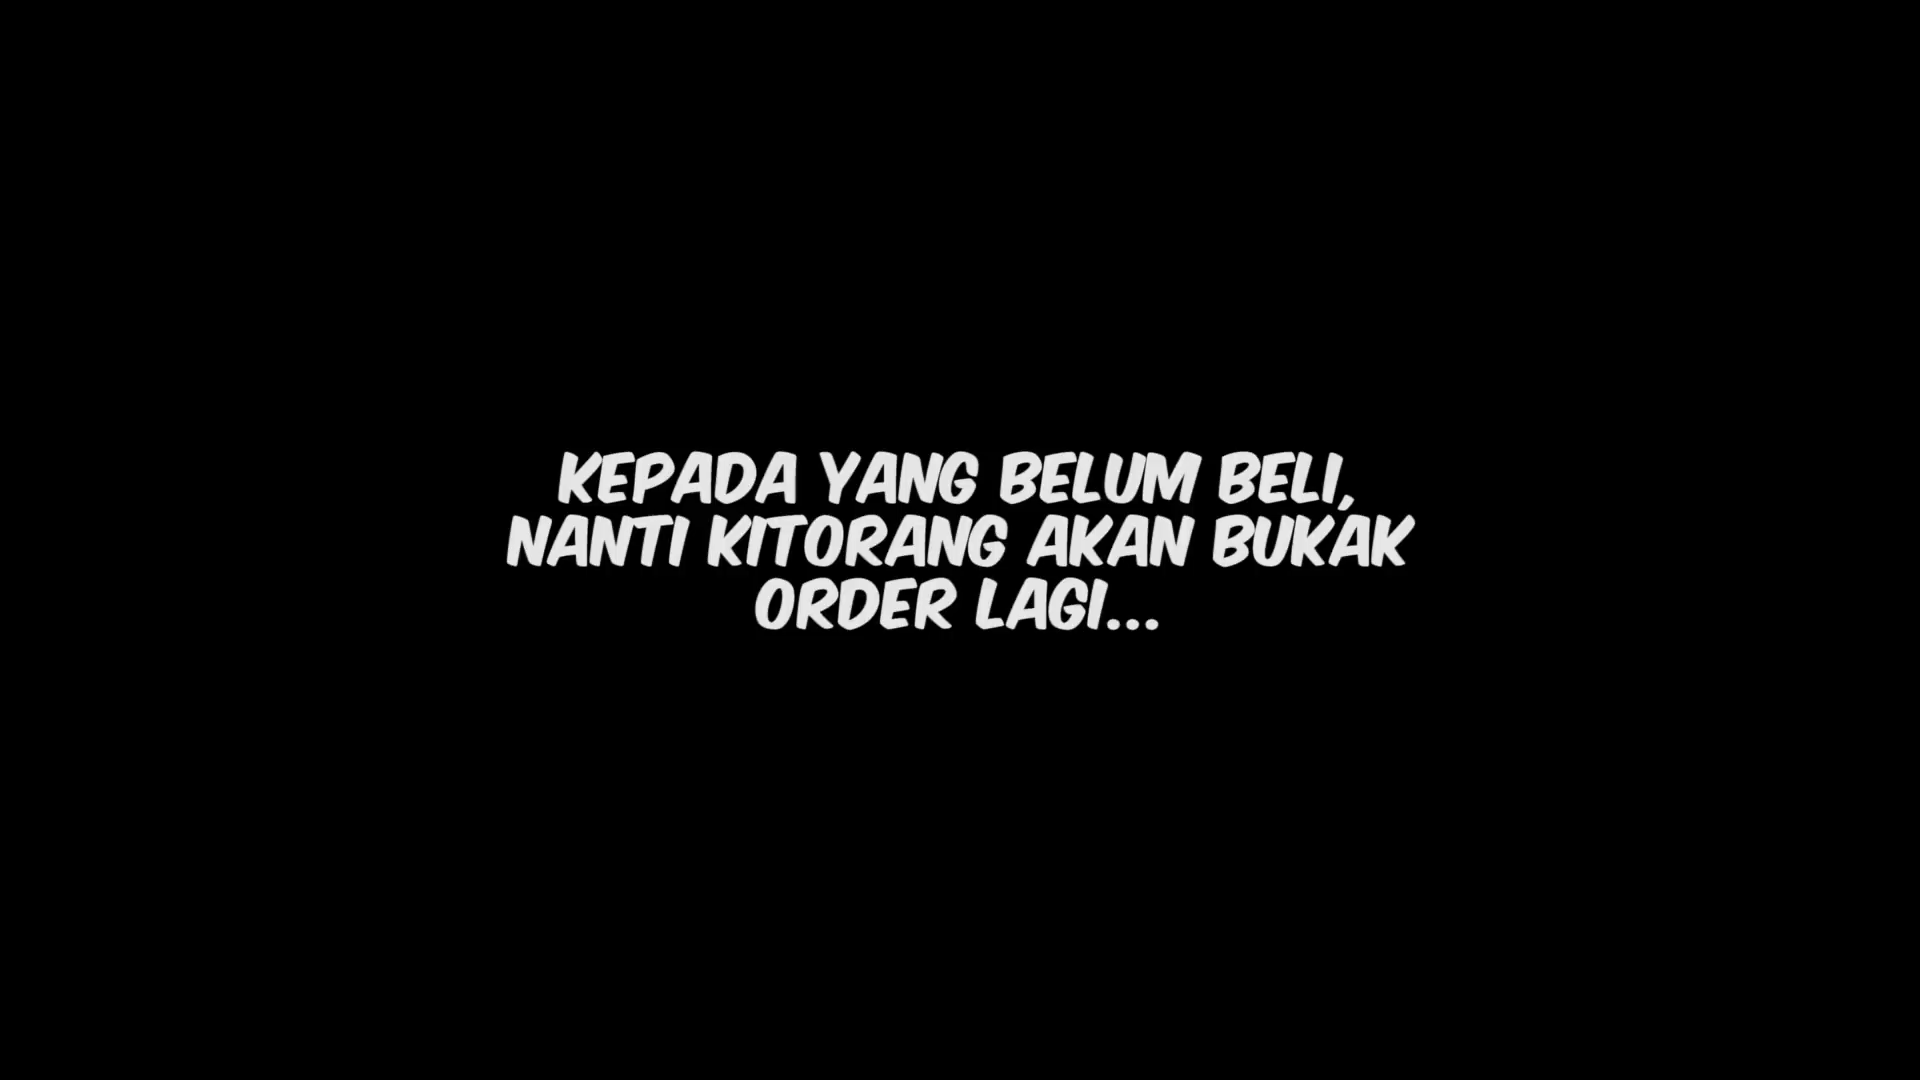 KEPADA YANG BELUM BELI,
NANTI KITORANG AKAN BUKAK
ORDER LAGI...